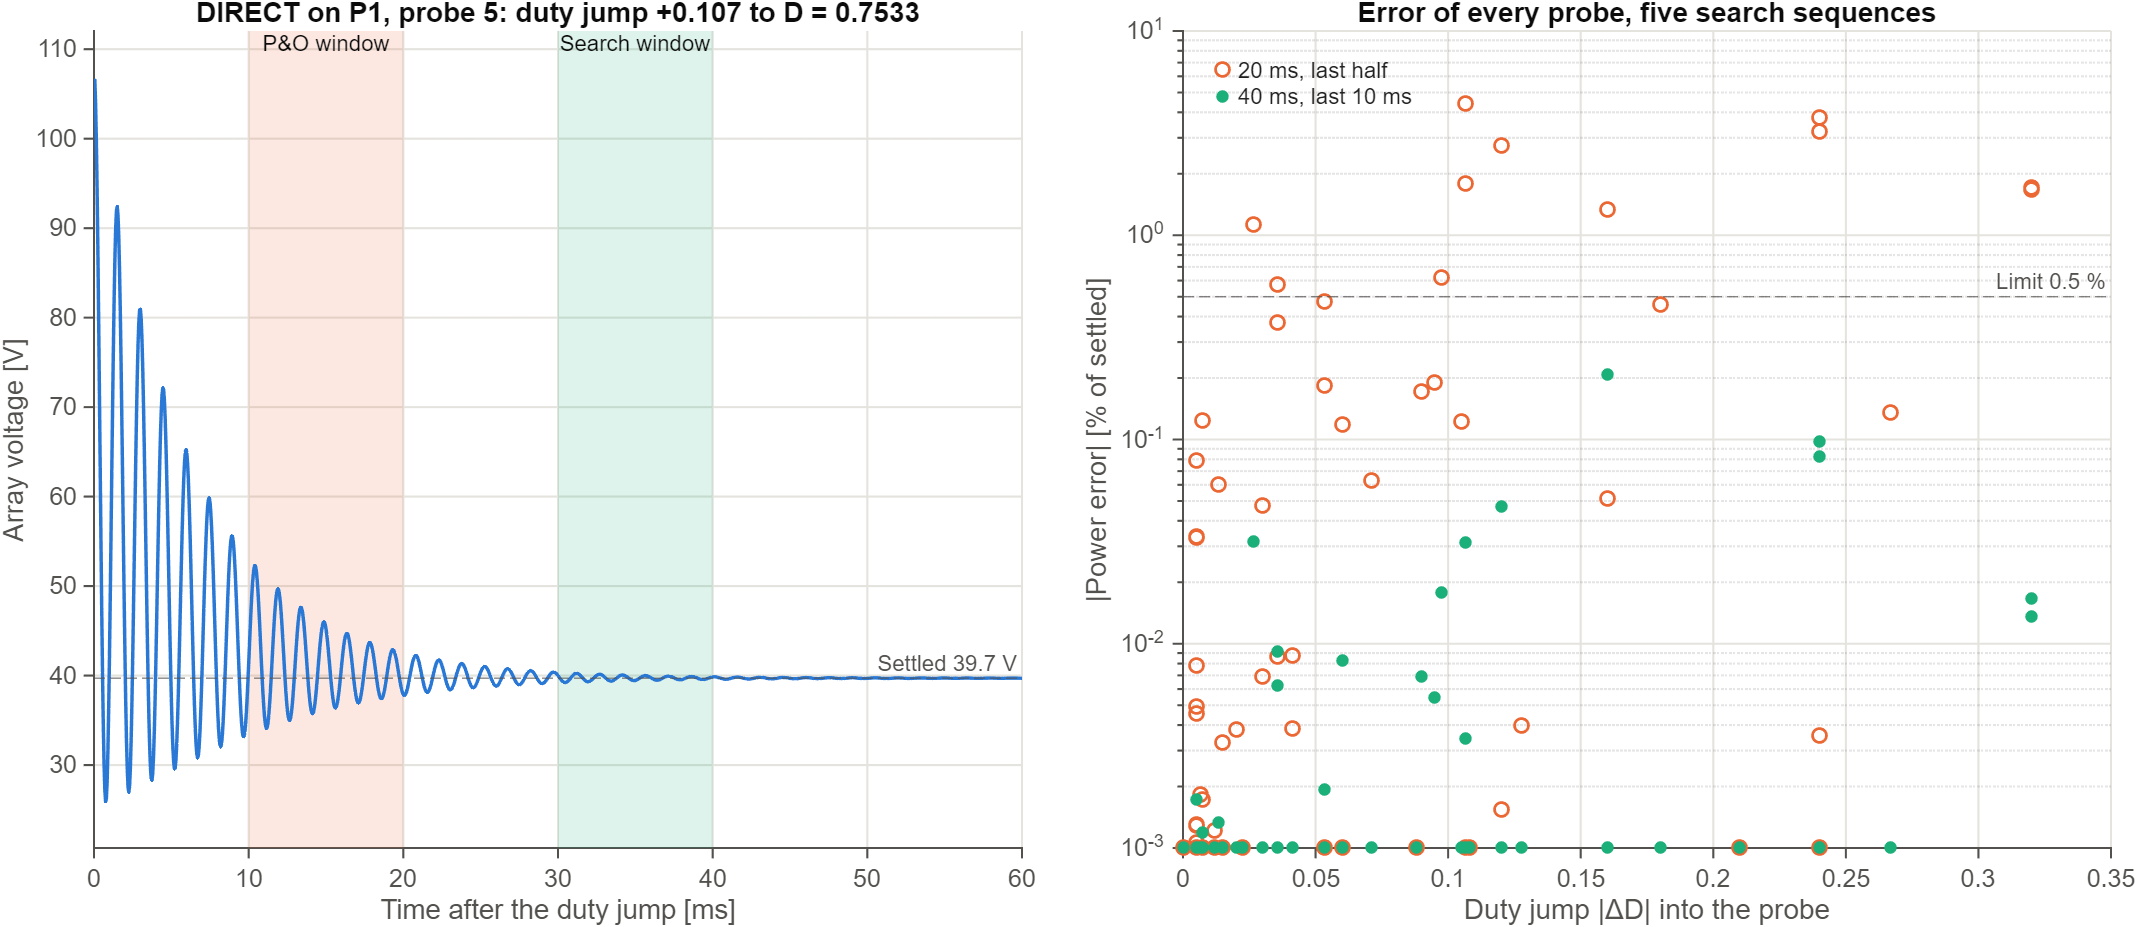 DIRECT on P1, probe 5: duty jump +0.107 to D = 0.7533
P&O window
Search window
Settled 39.7 V
Array voltage [V]
110
100
90
80
70
60
50
40
30
0
10
20
30
40
50
60
Time after the duty jump [ms]
Error of every probe, five search sequences
20 ms, last half
40 ms, last 10 ms
Limit 0.5 %
|Power error| [% of settled]
10¹
10⁰
10⁻¹
10⁻²
10⁻³
0
0.05
0.1
0.15
0.2
0.25
0.3
0.35
Duty jump |ΔD| into the probe